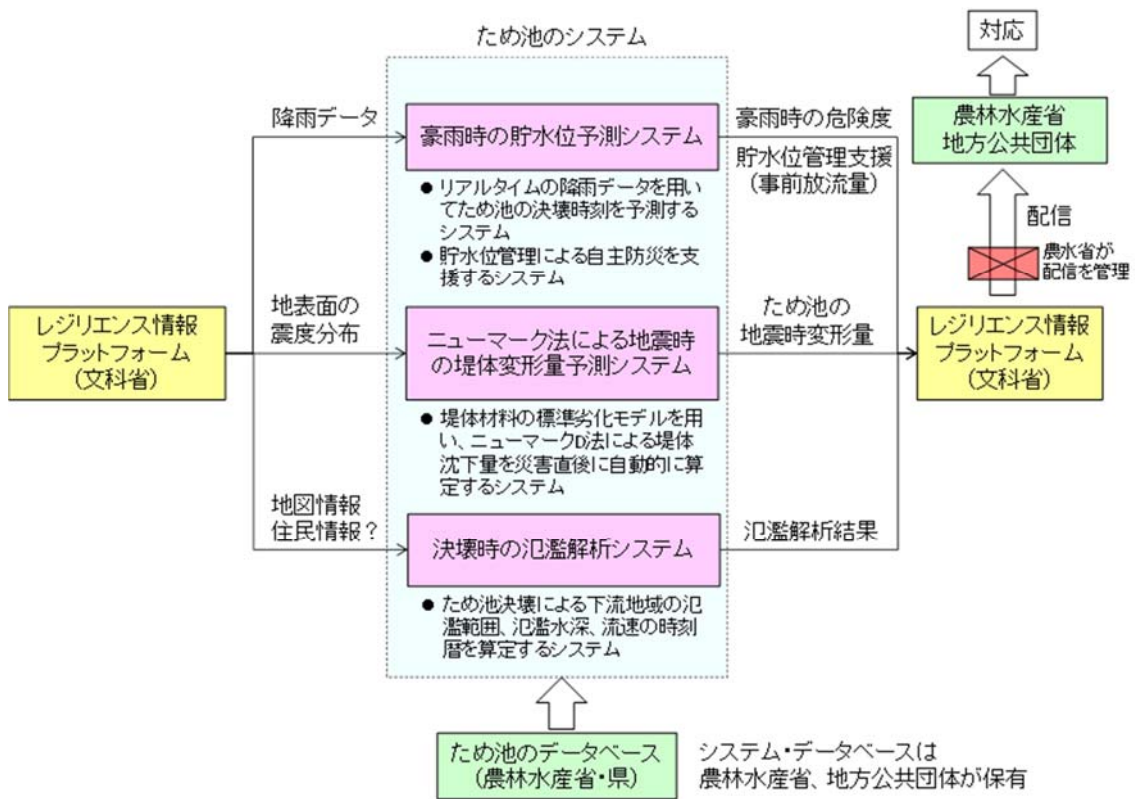 ため池のシステム
対応
降雨データ
豪雨時の貯水位予測システム
豪雨時の危険度
貯水位管理支援
(事前放流量)
農林水産省
地方公共団体
● リアルタイムの降雨データを用い
てため池の決壊時刻を予測する
システム
● 貯水位管理による自主防災を支
援するシステム
配信
農水省が
配信を管理
レジリエンス情報
プラットフォーム
(文科省)
地表面の
震度分布
ニューマーク法による地震時
の堤体変形量予測システム
ため池の
地震時変形量
レジリエンス情報
プラットフォーム
(文科省)
● 堤体材料の標準劣化モデルを用
い、ニューマークD法による堤体
沈下量を災害直後に自動的に算
定するシステム
地図情報
住民情報?
決壊時の氾濫解析システム
氾濫解析結果
● ため池決壊による下流地域の氾
濫範囲、氾濫水深、流速の時刻
暦を算定するシステム
ため池のデータベース
(農林水産省・県)
システム・データベースは
農林水産省、地方公共団体が保有